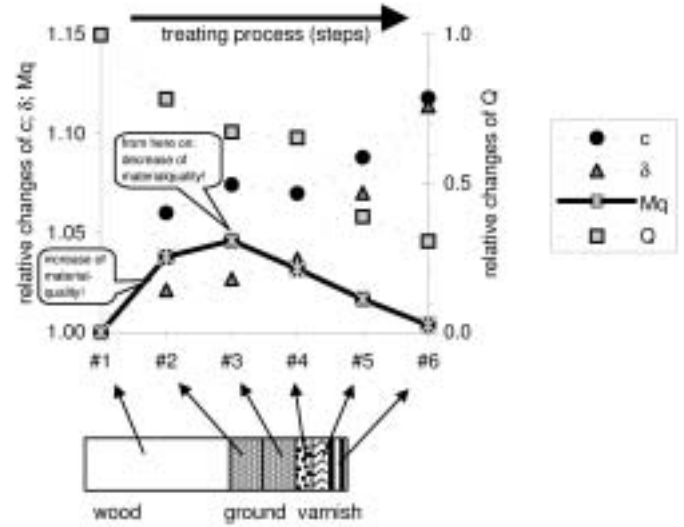 treating process (steps)
relative changes of c; δ; Mq
1.15
1.10
1.05
1.00
1.0
0.5
0.0
relative changes of Q
from here on:
decrease of
materialquality!
increase of
material-
quality!
#1 #2 #3 #4 #5 #6
c
δ
Mq
Q
wood ground varnish